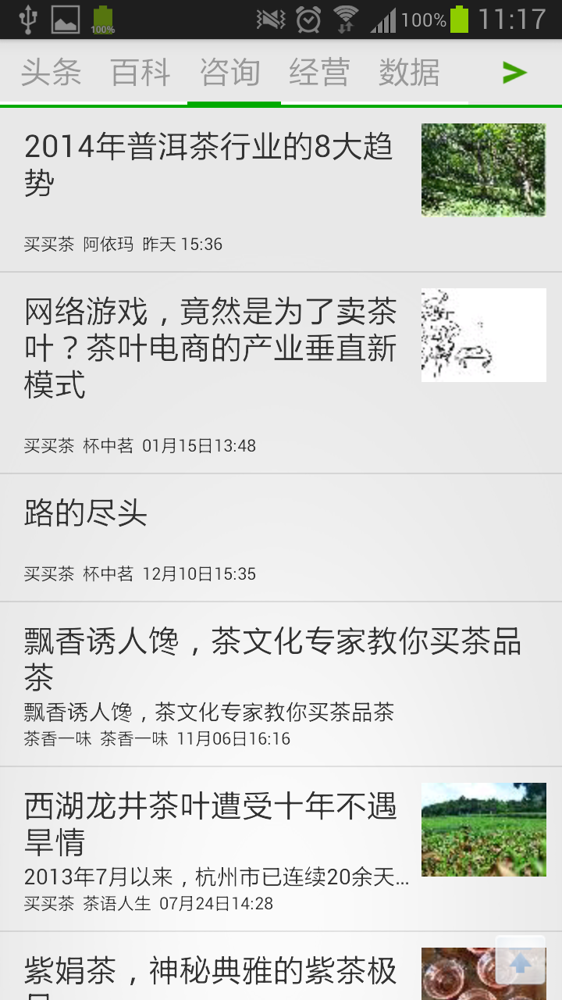 100%
100%
11:17
头条 百科 咨询 经营 数据
2014年普洱茶行业的8大趋
势
买买茶 阿依玛 昨天 15:36
网络游戏，竟然是为了卖茶
叶？茶叶电商的产业垂直新
模式
买买茶 杯中茗 01月15日13:48
路的尽头
买买茶 杯中茗 12月10日15:35
飘香诱人馋，茶文化专家教你买茶品
茶
飘香诱人馋，茶文化专家教你买茶品茶
茶香一味 茶香一味 11月06日16:16
西湖龙井茶叶遭受十年不遇
旱情
2013年7月以来，杭州市已连续20余天...
买买茶 茶语人生 07月24日14:28
紫娟茶，神秘典雅的紫茶极